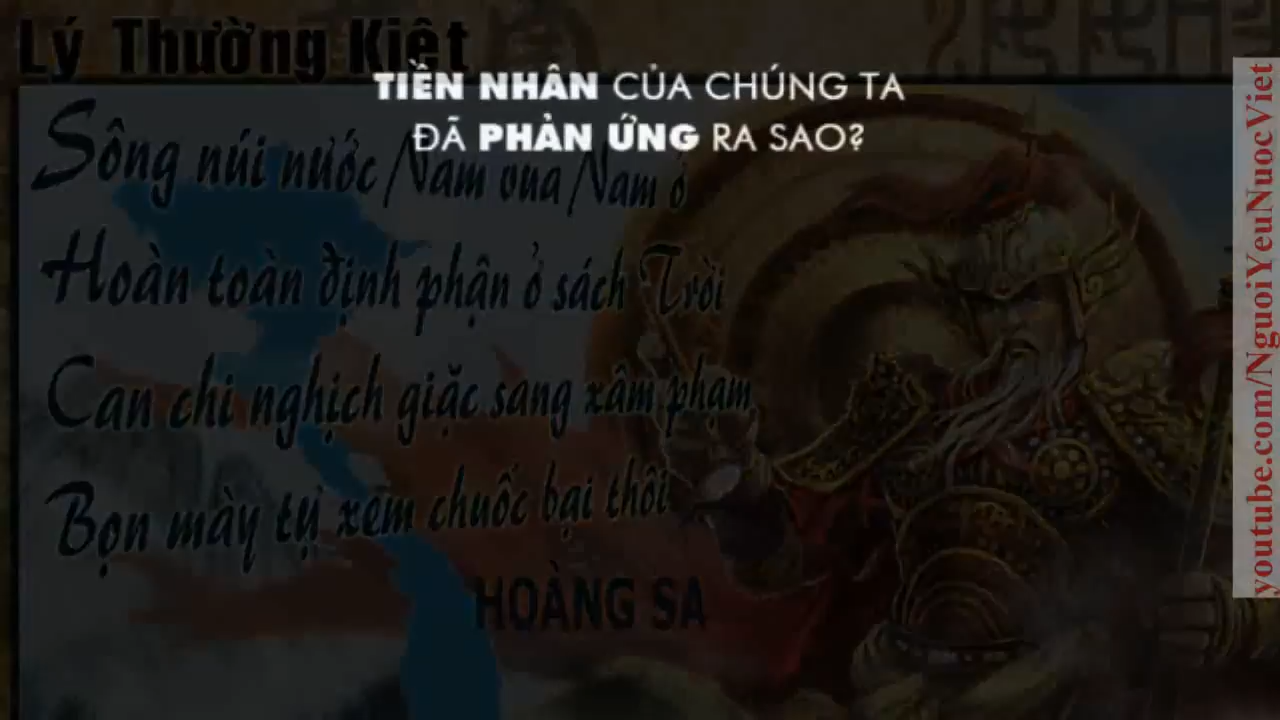 Lý Thường Kiệt
TIỀN NHÂN CỦA CHÚNG TA
ĐÃ PHẢN ỨNG RA SAO?
Sông núi nước Nam vua Nam ở
Hoàn toàn định phận ở sách Trời
Can chi nghịch giặc sang xâm phạm
Bọn mày tự xem chuốc bại thôi
HOÀNG SA
youtube.com/NguoiYeuNuocViet